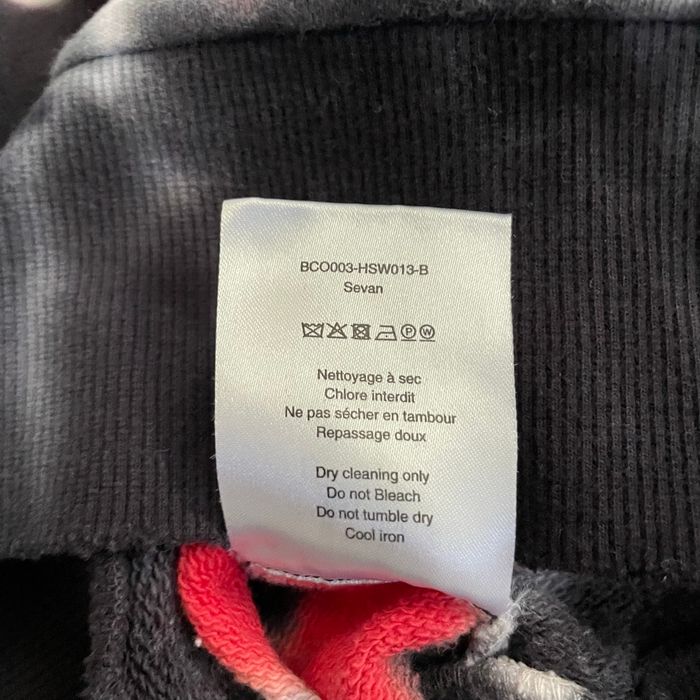 BCO003-HSW013-B
Sevan
P W
Nettoyage à sec
Chlore interdit
Ne pas sécher en tambour
Repassage doux
Dry cleaning only
Do not Bleach
Do not tumble dry
Cool iron